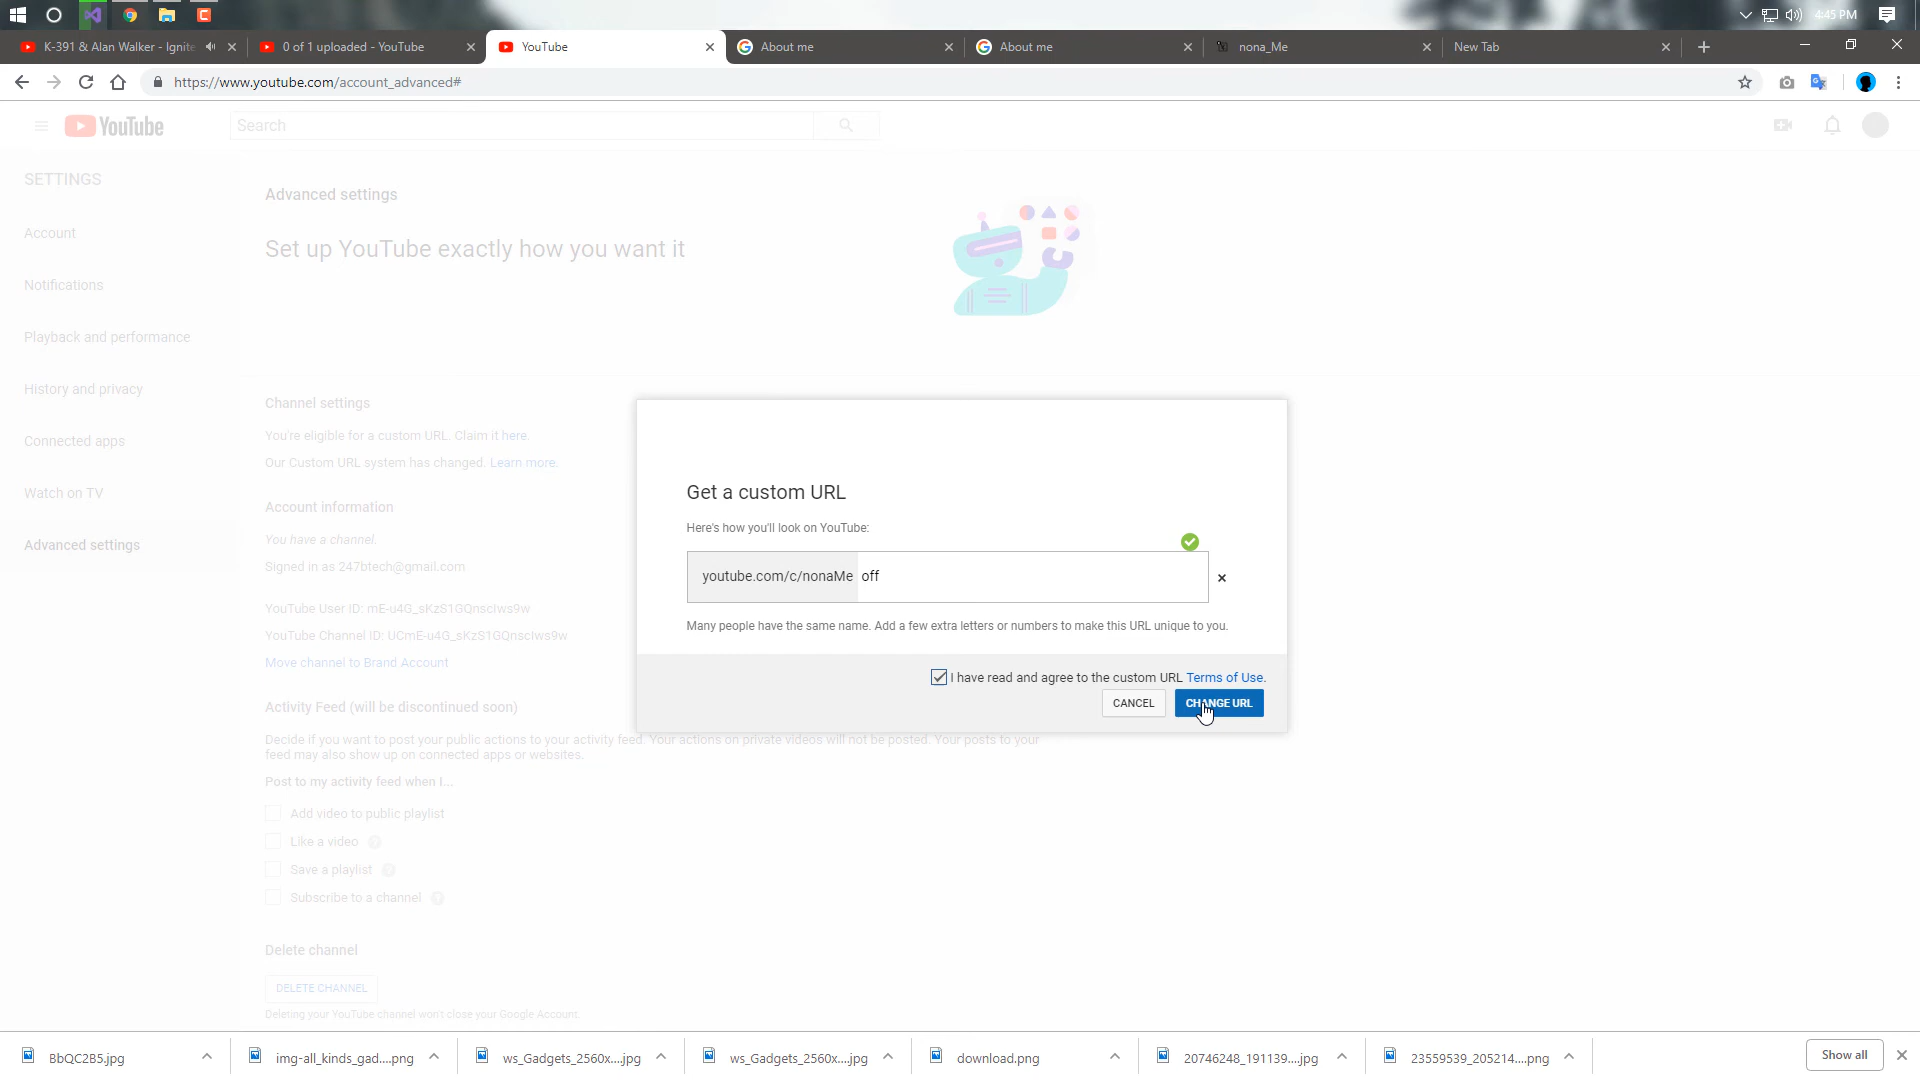 4:45 PM
K-391 & Alan Walker - Ignite
0 of 1 uploaded - YouTube
YouTube
About me
About me
nona_Me
New Tab
https://www.youtube.com/account_advanced#
YouTube
Search
SETTINGS
Account
Notifications
Playback and performance
History and privacy
Connected apps
Watch on TV
Advanced settings
Advanced settings
Set up YouTube exactly how you want it
Channel settings
You're eligible for a custom URL. Claim it here.
Our Custom URL system has changed. Learn more.
Account information
You have a channel.
Signed in as 247btech@gmail.com
YouTube User ID: mE-u4G_sKzS1GQnsclws9w
YouTube Channel ID: UCmE-u4G_sKzS1GQnsclws9w
Move channel to Brand Account
Activity Feed (will be discontinued soon)
Decide if you want to post your public actions to your activity feed. Your actions on private videos will not be posted. Your posts to your
feed may also show up on connected apps or websites.
Post to my activity feed when I...
Add video to public playlist
Like a video ?
Save a playlist ?
Subscribe to a channel ?
Delete channel
DELETE CHANNEL
Deleting your YouTube channel won't close your Google Account.
Get a custom URL
Here's how you'll look on YouTube:
youtube.com/c/nonaMe off
Many people have the same name. Add a few extra letters or numbers to make this URL unique to you.
I have read and agree to the custom URL Terms of Use.
CANCEL
CHANGE URL
BbQC2B5.jpg
img-all_kinds_gad....png
ws_Gadgets_2560x....jpg
ws_Gadgets_2560x....jpg
download.png
20746248_191139....jpg
23559539_205214....png
Show all